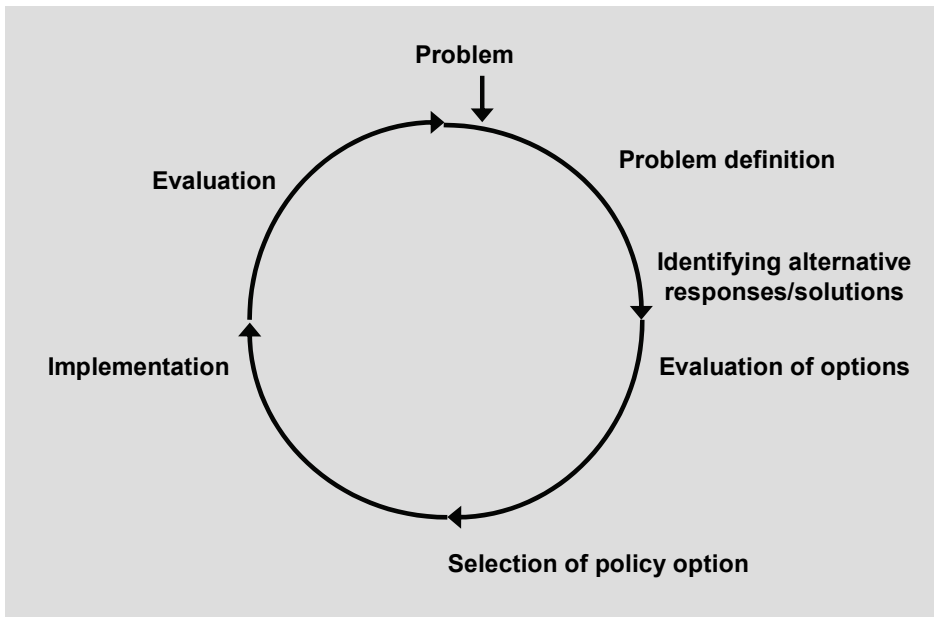 Problem
Problem definition
Identifying alternative
responses/solutions
Evaluation of options
Selection of policy option
Implementation
Evaluation